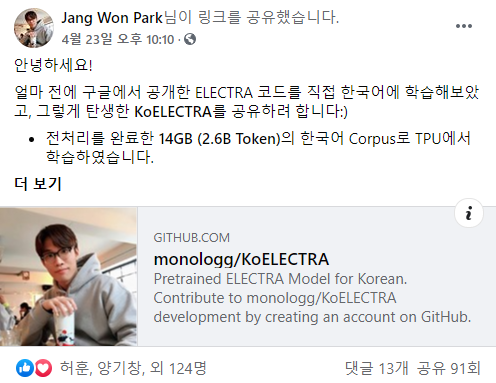 Jang Won Park님이 링크를 공유했습니다.
4월 23일 오후 10:10 ·
안녕하세요!
얼마 전에 구글에서 공개한 ELECTRA 코드를 직접 한국어에 학습해보았
고, 그렇게 탄생한 KoELECTRA를 공유하려 합니다:)
• 전처리를 완료한 14GB (2.6B Token)의 한국어 Corpus로 TPU에서
학습하였습니다.
더 보기
GITHUB.COM
monologg/KoELECTRA
Pretrained ELECTRA Model for Korean.
Contribute to monologg/KoELECTRA
development by creating an account on GitHub.
허훈, 양기창, 외 124명
댓글 13개 공유 91회